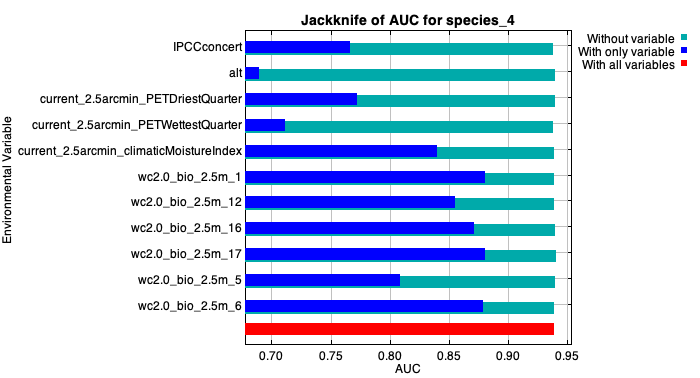 Jackknife of AUC for species_4
Without variable
With only variable
With all variables
Environmental Variable
IPCCconcert
alt
current_2.5arcmin_PETDriestQuarter
current_2.5arcmin_PETWettestQuarter
current_2.5arcmin_climaticMoistureIndex
wc2.0_bio_2.5m_1
wc2.0_bio_2.5m_12
wc2.0_bio_2.5m_16
wc2.0_bio_2.5m_17
wc2.0_bio_2.5m_5
wc2.0_bio_2.5m_6
0.70 0.75 0.80 0.85 0.90 0.95
AUC